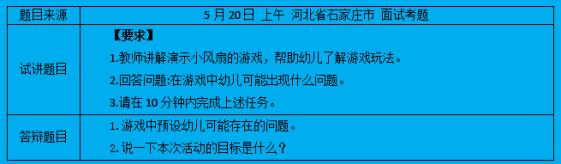 题目来源 5 月 20 日 上午 河北省石家庄市 面试考题
试讲题目
【要求】
1.教师讲解演示小风扇的游戏，帮助幼儿了解游戏玩法。
2.回答问题:在游戏中幼儿可能出现什么问题。
3.请在 10 分钟内完成上述任务。
答辩题目
1. 游戏中预设幼儿可能存在的问题。
2. 说一下本次活动的目标是什么？